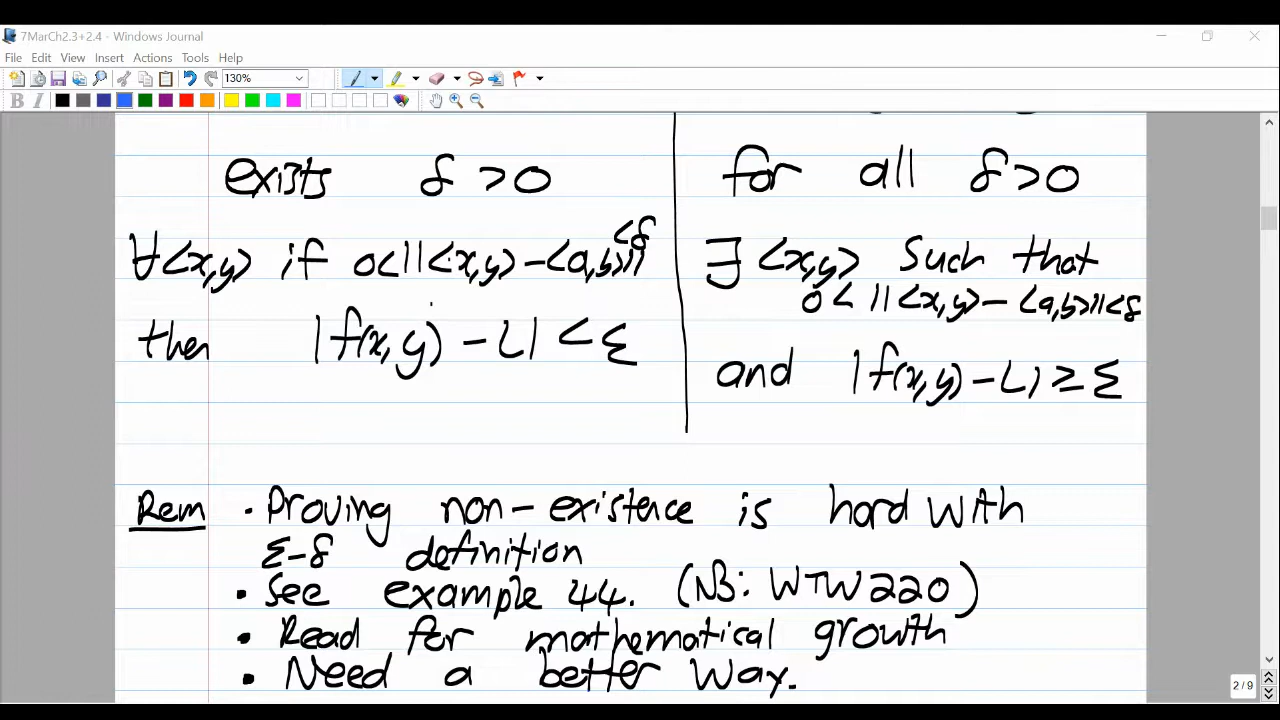 7MarCh2.3+2.4 - Windows Journal
File Edit View Insert Actions Tools Help
130%
B I
exists δ >0
∀<x,y> if 0<||<x,y>-<a,b>||<δ
then |f(x,y) - L| < ε
for all δ>0
∃ <x,y> Such that
0< ||<x,y>-<a,b>||<δ
and |f(x,y)-L| ≥ ε
Rem • Proving non-existence is hard with
ε-δ definition
• See example 44. (NB: WTW220)
• Read for mathematical growth
• Need a better way.
2 / 9